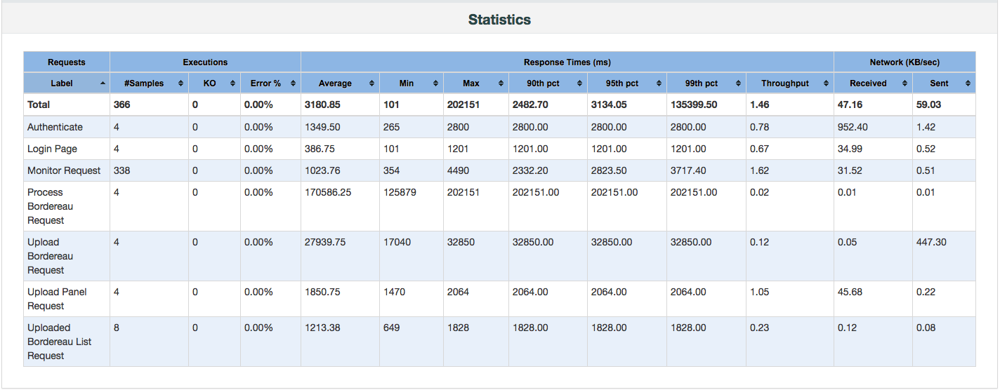 Statistics
Requests Executions Response Times (ms) Network (KB/sec)
Label #Samples KO Error % Average Min Max 90th pct 95th pct 99th pct Throughput Received Sent
Total 366 0 0.00% 3180.85 101 202151 2482.70 3134.05 135399.50 1.46 47.16 59.03
Authenticate 4 0 0.00% 1349.50 265 2800 2800.00 2800.00 2800.00 0.78 952.40 1.42
Login Page 4 0 0.00% 386.75 101 1201 1201.00 1201.00 1201.00 0.67 34.99 0.52
Monitor Request 338 0 0.00% 1023.76 354 4490 2332.20 2823.50 3717.40 1.62 31.52 0.51
Process 4 0 0.00% 170586.25 125879 202151 202151.00 202151.00 202151.00 0.02 0.01 0.01
Bordereau
Request
Upload 4 0 0.00% 27939.75 17040 32850 32850.00 32850.00 32850.00 0.12 0.05 447.30
Bordereau
Request
Upload Panel 4 0 0.00% 1850.75 1470 2064 2064.00 2064.00 2064.00 1.05 45.68 0.22
Request
Uploaded 8 0 0.00% 1213.38 649 1828 1828.00 1828.00 1828.00 0.23 0.12 0.08
Bordereau List
Request